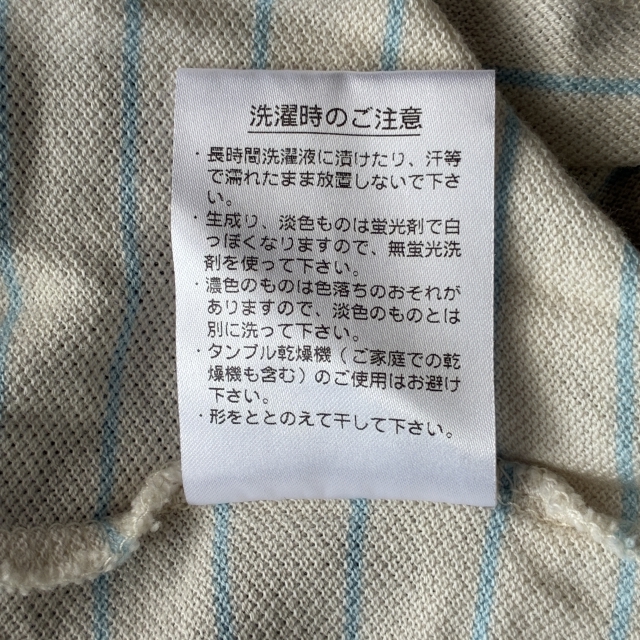 洗濯時のご注意
・長時間洗濯液に漬けたり、汗等
で濡れたまま放置しないで下さ
い。
・生成り、淡色ものは蛍光剤で白
っぽくなりますので、無蛍光洗
剤を使って下さい。
・濃色のものは色落ちのおそれが
ありますので、淡色のものとは
別に洗って下さい。
・タンブル乾燥機（ご家庭での乾
燥機も含む）のご使用はお避け
下さい。
・形をととのえて干して下さい。